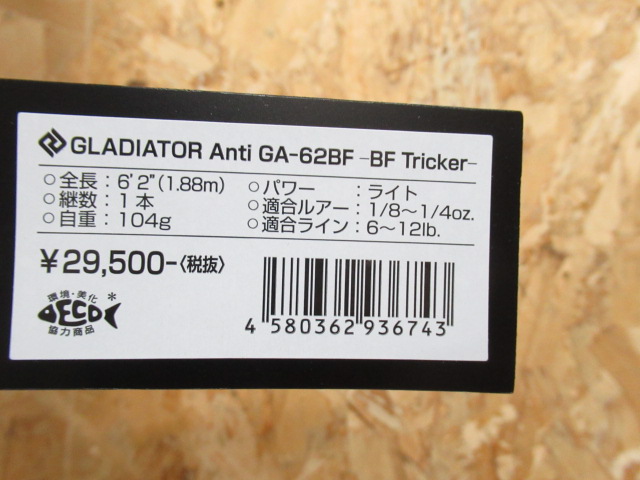 GLADIATOR Anti GA-62BF -BF Tricker-
○全長：6'2"(1.88m) ○パワー　：ライト
○継数：1本　○適合ルアー：1/8～1/4oz.
○自重：104g ○適合ライン：6～12lb.
￥29,500-〈税抜〉
環境・美化
ECO*
協力商品
4 580362 936743